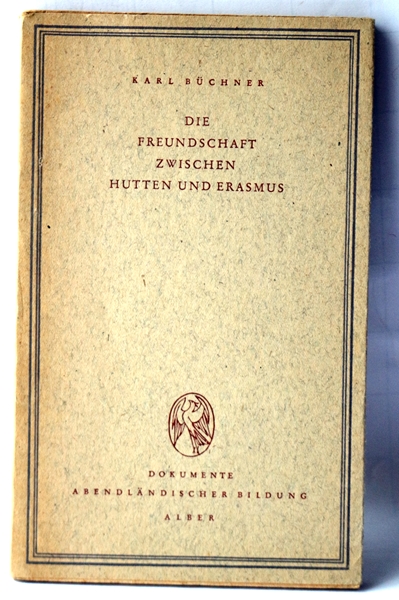 KARL BÜCHNER
DIE
FREUNDSCHAFT
ZWISCHEN
HUTTEN UND ERASMUS
DOKUMENTE
ABENDLÄNDISCHER BILDUNG
ALBER